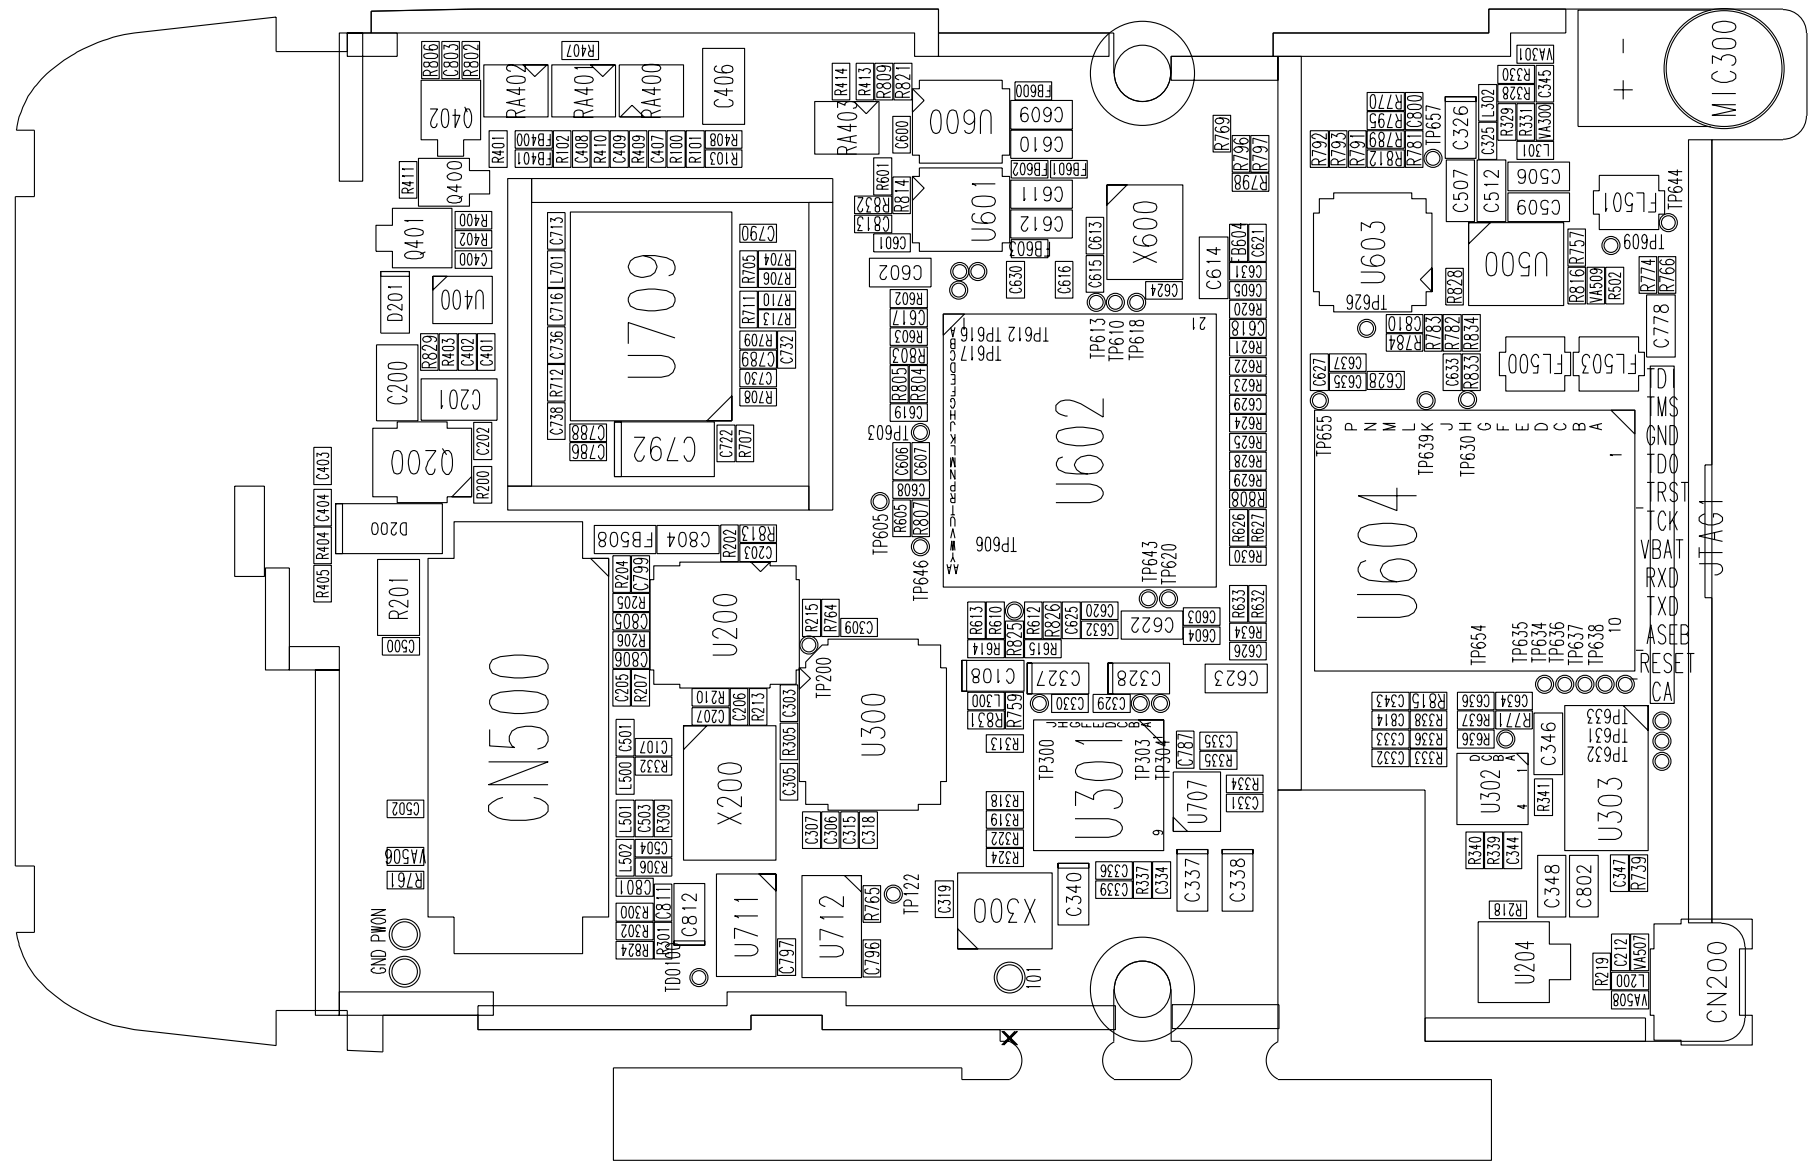 R806
C803
R802
R407
RA402
RA401
RA400
C406
Q402
R401
FB400
FB401
R102
C408
R410
C409
R409
C407
R100
R101
R408
R103
R411
Q400
Q401
R400
R402
C400
D201
U400
R829
R403
C402
C401
C200
C201
Q200
C202
R200
C403
C404
R404
R405
D200
R201
C500
CN500
C502
VA506
R761
GND
PWON
C713
L701
C716
C736
R712
C738
U709
C790
R705
R704
R706
R711
R710
R713
R709
C789
C732
C730
R708
C788
C786
C792
C722
R707
FB508
C804
R202
R813
C203
R204
C799
R205
C805
R206
C806
C205
R207
U200
R215
R764
C309
R210
C207
C206
R213
C303
TP200
U300
C501
C107
R332
L500
R305
C305
X200
L501
C503
R309
L502
C504
R306
C801
R300
R302
R824
C811
R301
C812
U711
C797
C307
C306
C315
C318
U712
R765
C796
TP122
C319
R414
R413
R809
R821
RA403
C600
U600
FB600
C609
C610
FB602
FB601
R601
R814
R832
C813
C601
U601
C611
C612
FB603
C602
C630
C616
C613
C615
X600
C624
R602
C617
R603
R803
R805
R804
C619
TP603
C606
C607
C608
R605
R807
TP605
TP646
TP617
TP616
TP612
TP613
TP610
TP618
21
U602
TP606
TP643
TP620
R769
R796
R797
R798
C614
C621
C631
C605
R620
C618
R621
R622
R623
C629
R624
R625
R628
R629
R808
R626
R627
R630
R633
R632
R634
C626
C623
R613
R610
R614
R825
R612
R826
R615
C625
C620
C632
C622
C603
C604
C108
C327
C328
L300
R831
R759
C330
C329
R313
TP300
J H G F E D C B A
U301
TP303
TP304
9
C787
C335
R335
U707
R334
C331
R318
R319
R322
R324
X300
C340
C336
C339
R337
C334
C337
C338
101
X
VA301
R330
R328
C345
L302
R329
R331
VA300
L301
C325
C326
-
+
MIC300
R792
R793
R791
R770
R795
R789
R812
C800
R781
TP657
C507
C512
C506
C509
FL501
TP644
TP609
U603
TP626
U500
R828
R757
R816
VA509
R502
R774
R766
C778
C810
R784
R783
R782
R834
C627
C637
C635
C628
C633
R833
FL500
FL503
TP655
P N M L K J H G F E D C B A
TP639
TP630
1
U604
10
TP654
TP635
TP634
TP636
TP637
TP638
TDI
TMS
GND
TDO
TRST
TCK
VBAT
RXD
TXD
ASEB
RESET
CA
JTAG1
C343
R815
C814
R338
C333
R336
C332
R333
C636
C634
R637
R771
R636
C346
U302
D C B A
1
4
R341
TP633
TP631
TP632
U303
R340
R339
C344
C348
C802
C347
R739
R218
U204
R219
C212
VA507
L200
VA508
CN200